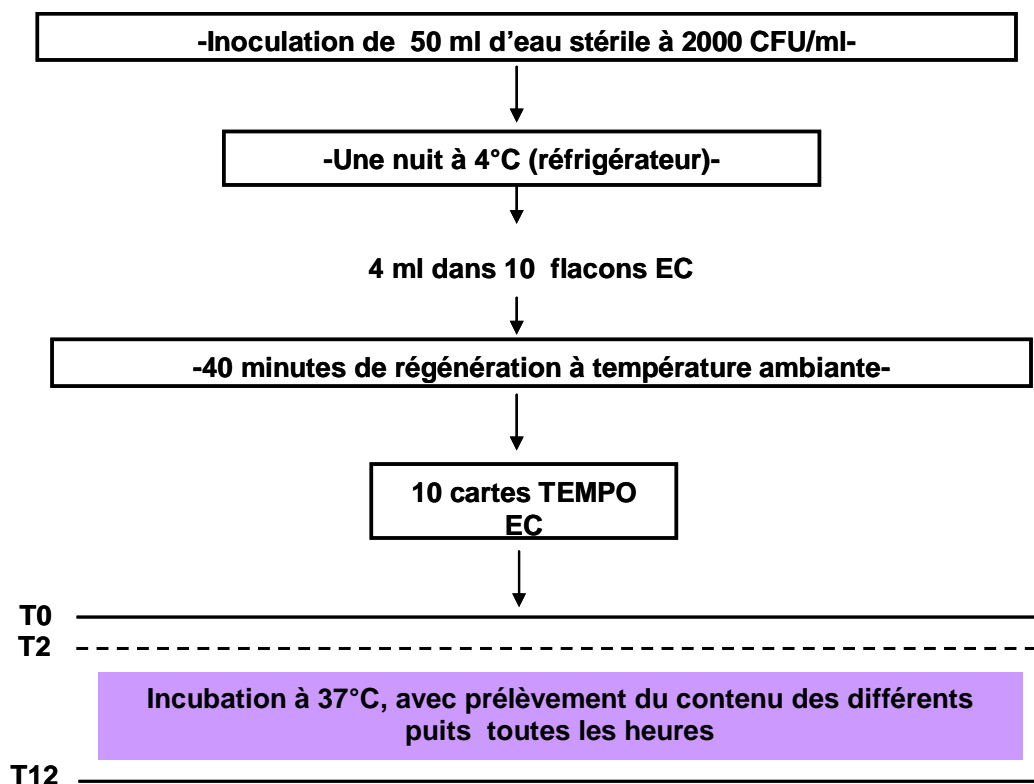 -Inoculation de 50 ml d'eau stérile à 2000 CFU/ml-
-Une nuit à 4°C (réfrigérateur)-
4 ml dans 10 flacons EC
-40 minutes de régénération à température ambiante-
10 cartes TEMPO
EC
T0
T2
Incubation à 37°C, avec prélèvement du contenu des différents
puits toutes les heures
T12